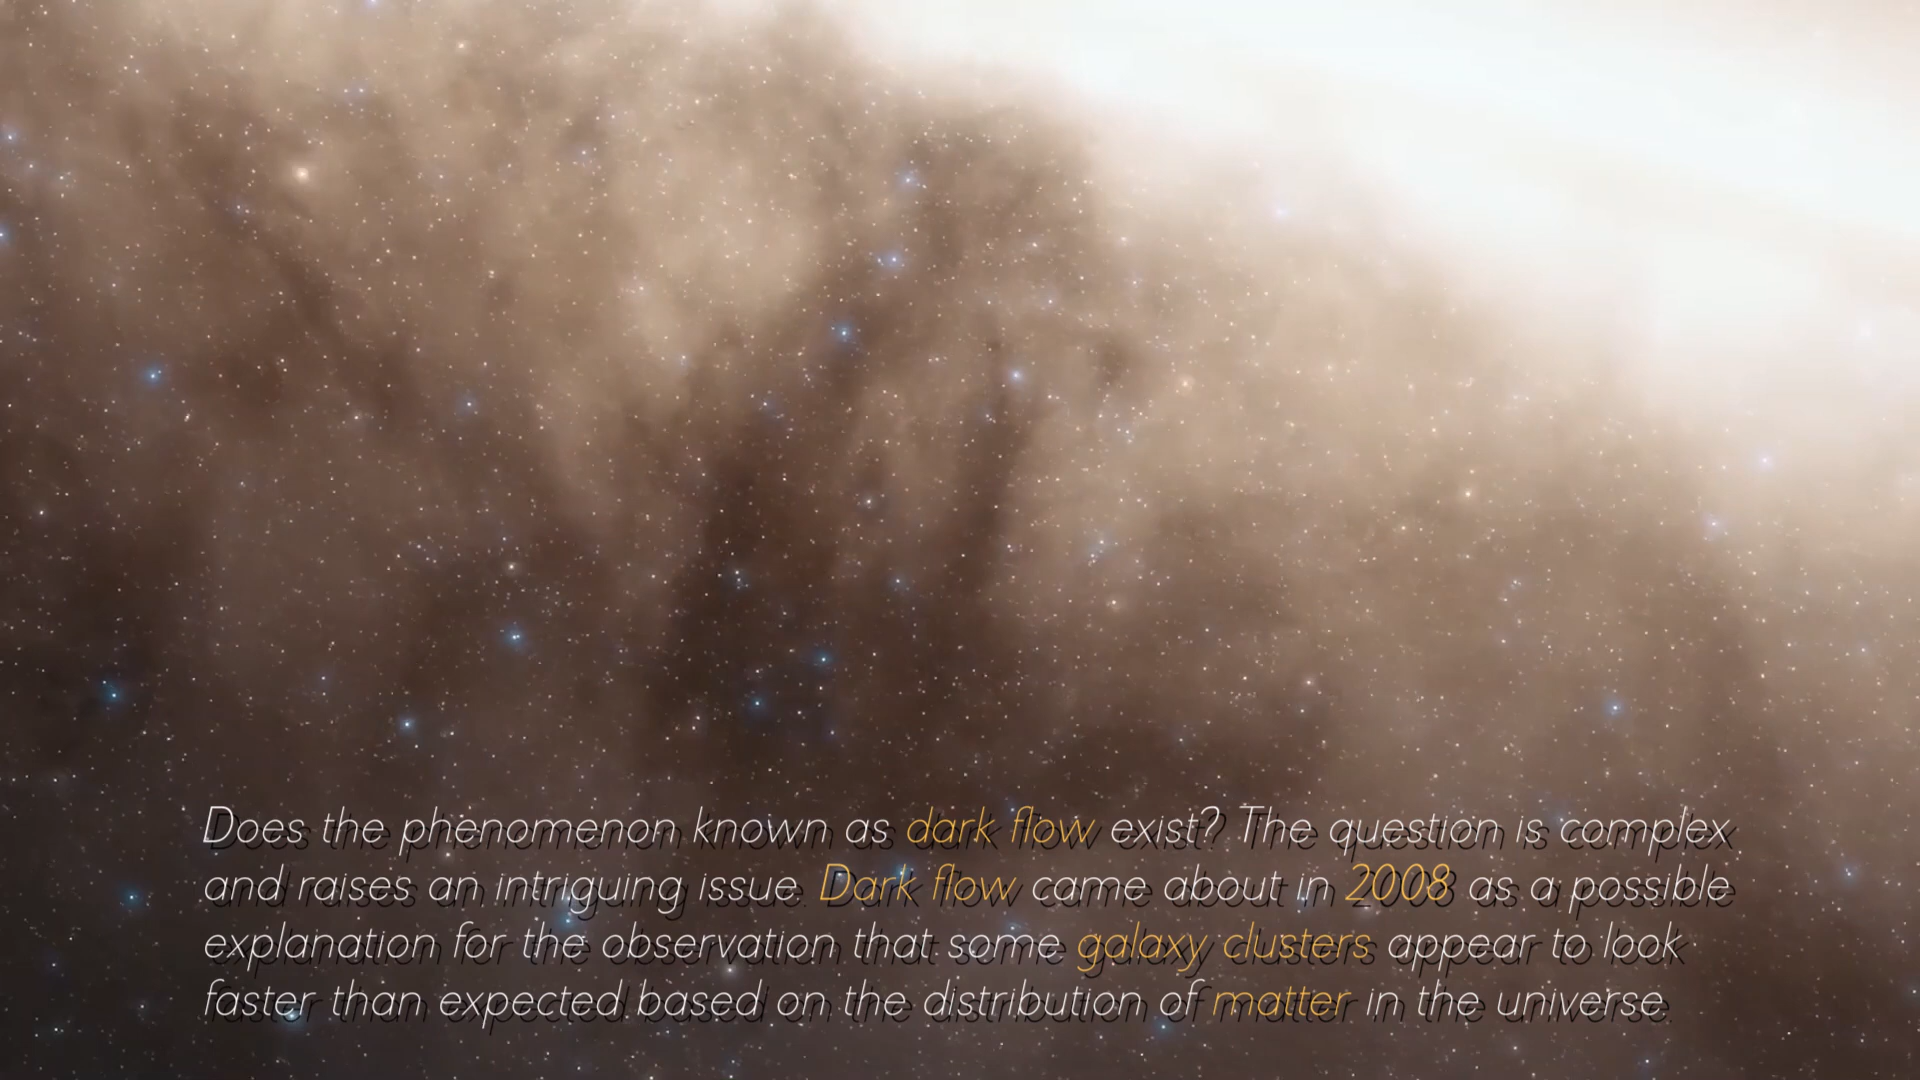 Does the phenomenon known as dark flow exist? The question is complex
and raises an intriguing issue. Dark flow came about in 2008 as a possible
explanation for the observation that some galaxy clusters appear to look
faster than expected based on the distribution of matter in the universe.